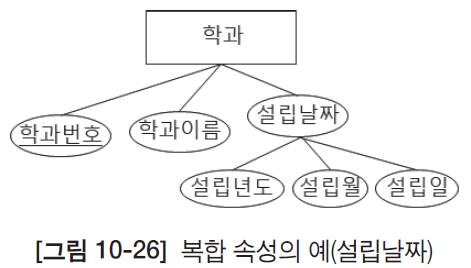 학과
학과번호 학과이름 설립날짜
설립년도 설립월 설립일
[그림 10-26] 복합 속성의 예(설립날짜)